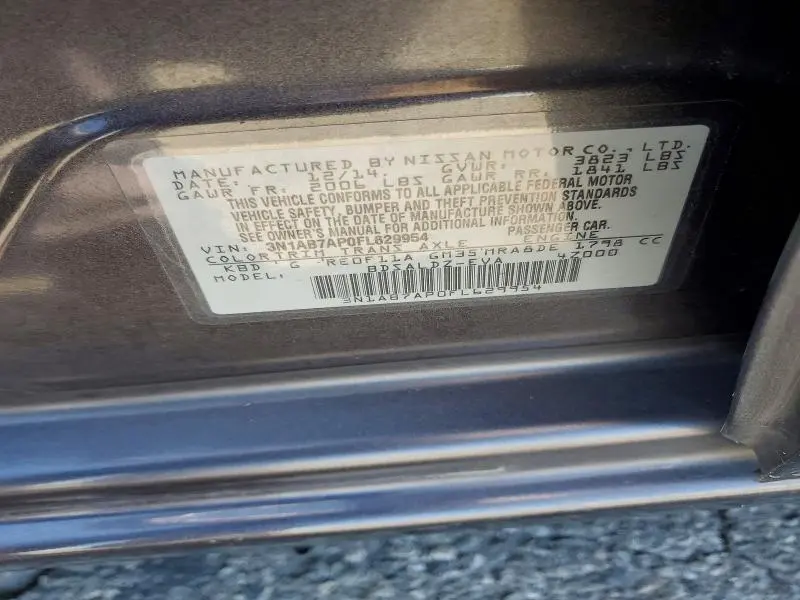 MANUFACTURED BY NISSAN MOTOR CO., LTD.
DATE: 12/14 GVWR: 3823 LBS
GAWR FR. 2006 LBS GAWR RR. 1841 LBS
THIS VEHICLE CONFORMS TO ALL APPLICABLE FEDERAL MOTOR
VEHICLE SAFETY, BUMPER AND THEFT PREVENTION STANDARDS
IN EFFECT ON THE DATE OF MANUFACTURE SHOWN ABOVE.
SEE OWNER'S MANUAL FOR ADDITIONAL INFORMATION.
VIN: 3N1AB7AP0FL629954 PASSENGER CAR.
COLOR TRIM TRANS AXLE ENGINE
KBD G RE0F11A GM35 MRA8DE 1798 CC
BDSALDZ-EVA 47000
3N1AB7AP0FL629954